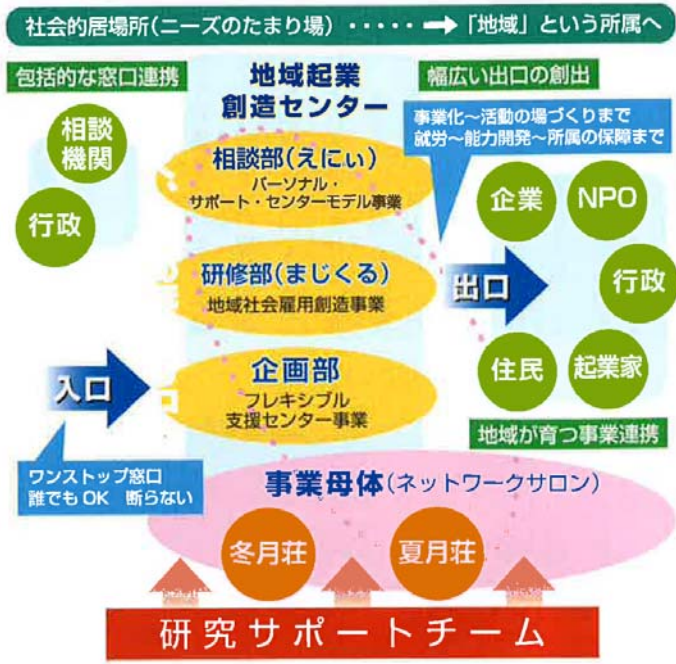 社会的居場所(ニーズのたまり場)‥‥‥➡「地域」という所属へ
包括的な窓口連携
相談
機関
行政
地域起業
創造センター
相談部(えにぃ)
パーソナル・
サポート・センターモデル事業
研修部(まじくる)
地域社会雇用創造事業
企画部
フレキシブル
支援センター事業
幅広い出口の創出
事業化～活動の場づくりまで
就労～能力開発～所属の保障まで
企業
NPO
行政
住民
起業家
出口
地域が育つ事業連携
入口
ワンストップ窓口
誰でもOK 断らない
事業母体(ネットワークサロン)
冬月荘
夏月荘
研究サポートチーム